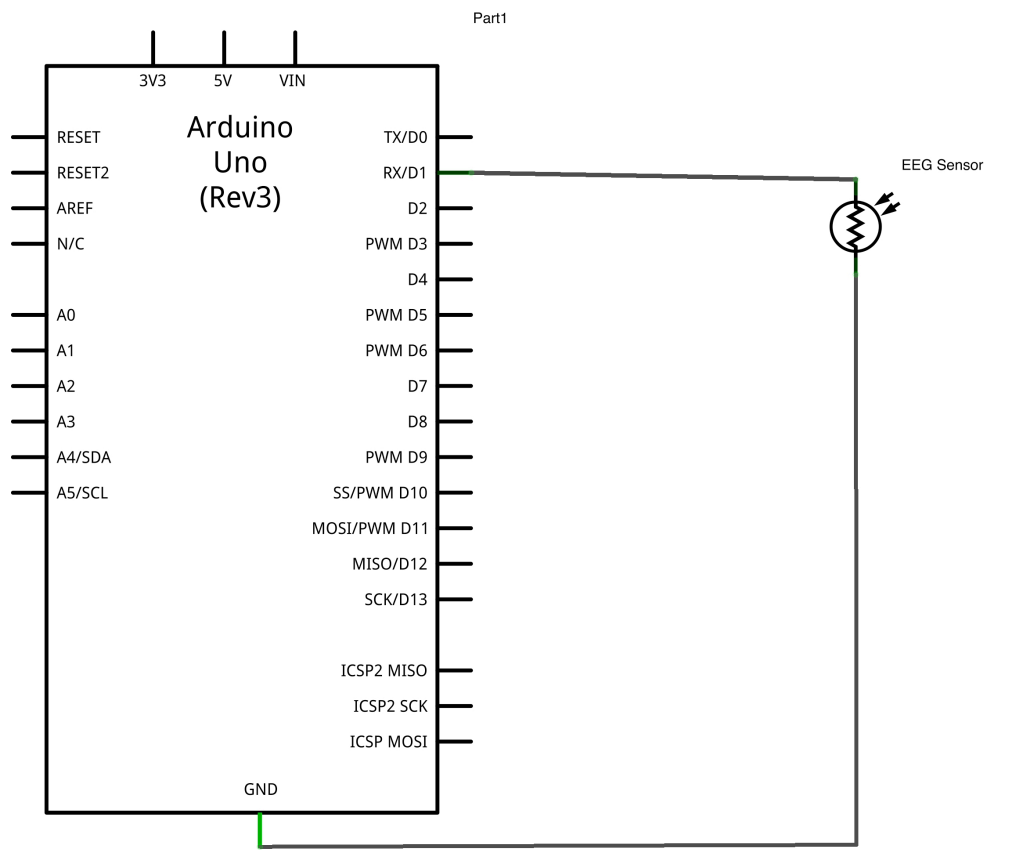 Part1
3V3 5V VIN
Arduino
Uno
(Rev3)
RESET
RESET2
AREF
N/C
A0
A1
A2
A3
A4/SDA
A5/SCL
TX/D0
RX/D1
D2
PWM D3
D4
PWM D5
PWM D6
D7
D8
PWM D9
SS/PWM D10
MOSI/PWM D11
MISO/D12
SCK/D13
ICSP2 MISO
ICSP2 SCK
ICSP MOSI
GND
EEG Sensor